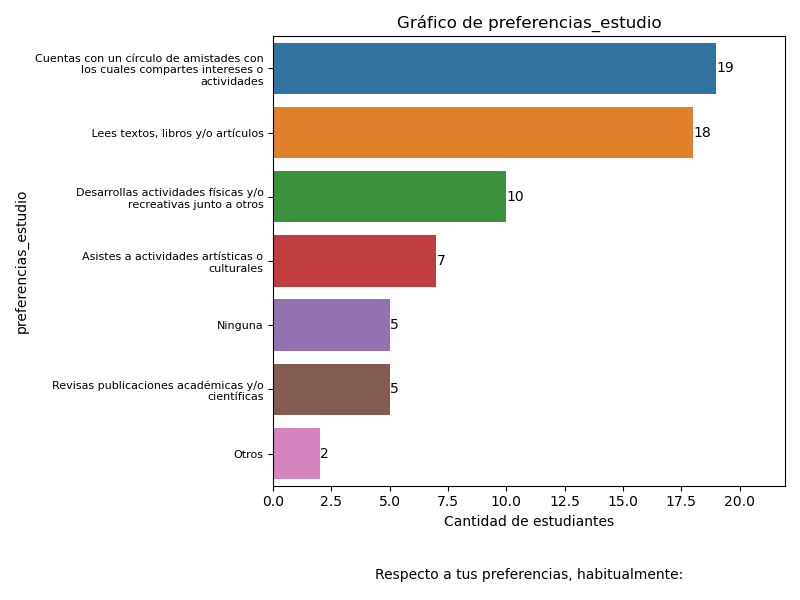 Gráfico de preferencias_estudio
preferencias_estudio
Cuentas con un círculo de amistades con
los cuales compartes intereses o
actividades
19
Lees textos, libros y/o artículos
18
Desarrollas actividades físicas y/o
recreativas junto a otros
10
Asistes a actividades artísticas o
culturales
7
Ninguna
5
Revisas publicaciones académicas y/o
científicas
5
Otros
2
0.0 2.5 5.0 7.5 10.0 12.5 15.0 17.5 20.0
Cantidad de estudiantes
Respecto a tus preferencias, habitualmente: